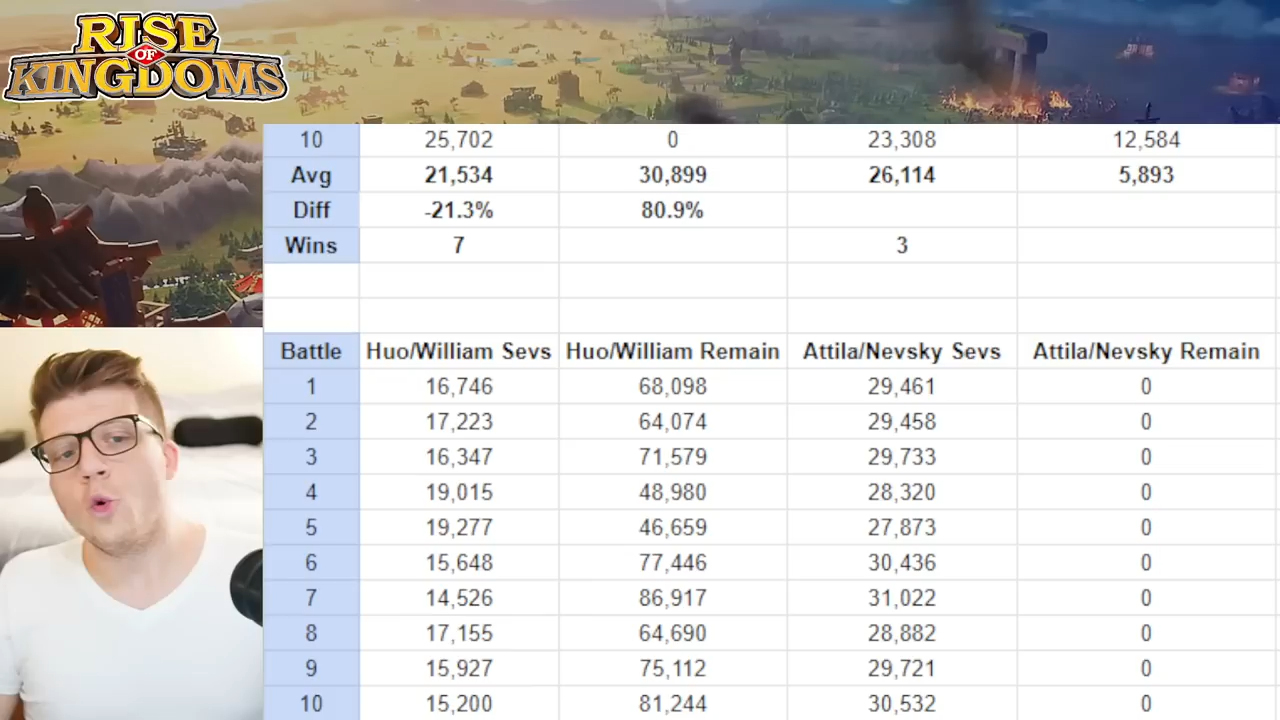 RISE
OF
KINGDOMS
10 25,702 0 23,308 12,584
Avg 21,534 30,899 26,114 5,893
Diff -21.3% 80.9%
Wins 7 3
Battle Huo/William Sevs Huo/William Remain Attila/Nevsky Sevs Attila/Nevsky Remain
1 16,746 68,098 29,461 0
2 17,223 64,074 29,458 0
3 16,347 71,579 29,733 0
4 19,015 48,980 28,320 0
5 19,277 46,659 27,873 0
6 15,648 77,446 30,436 0
7 14,526 86,917 31,022 0
8 17,155 64,690 28,882 0
9 15,927 75,112 29,721 0
10 15,200 81,244 30,532 0